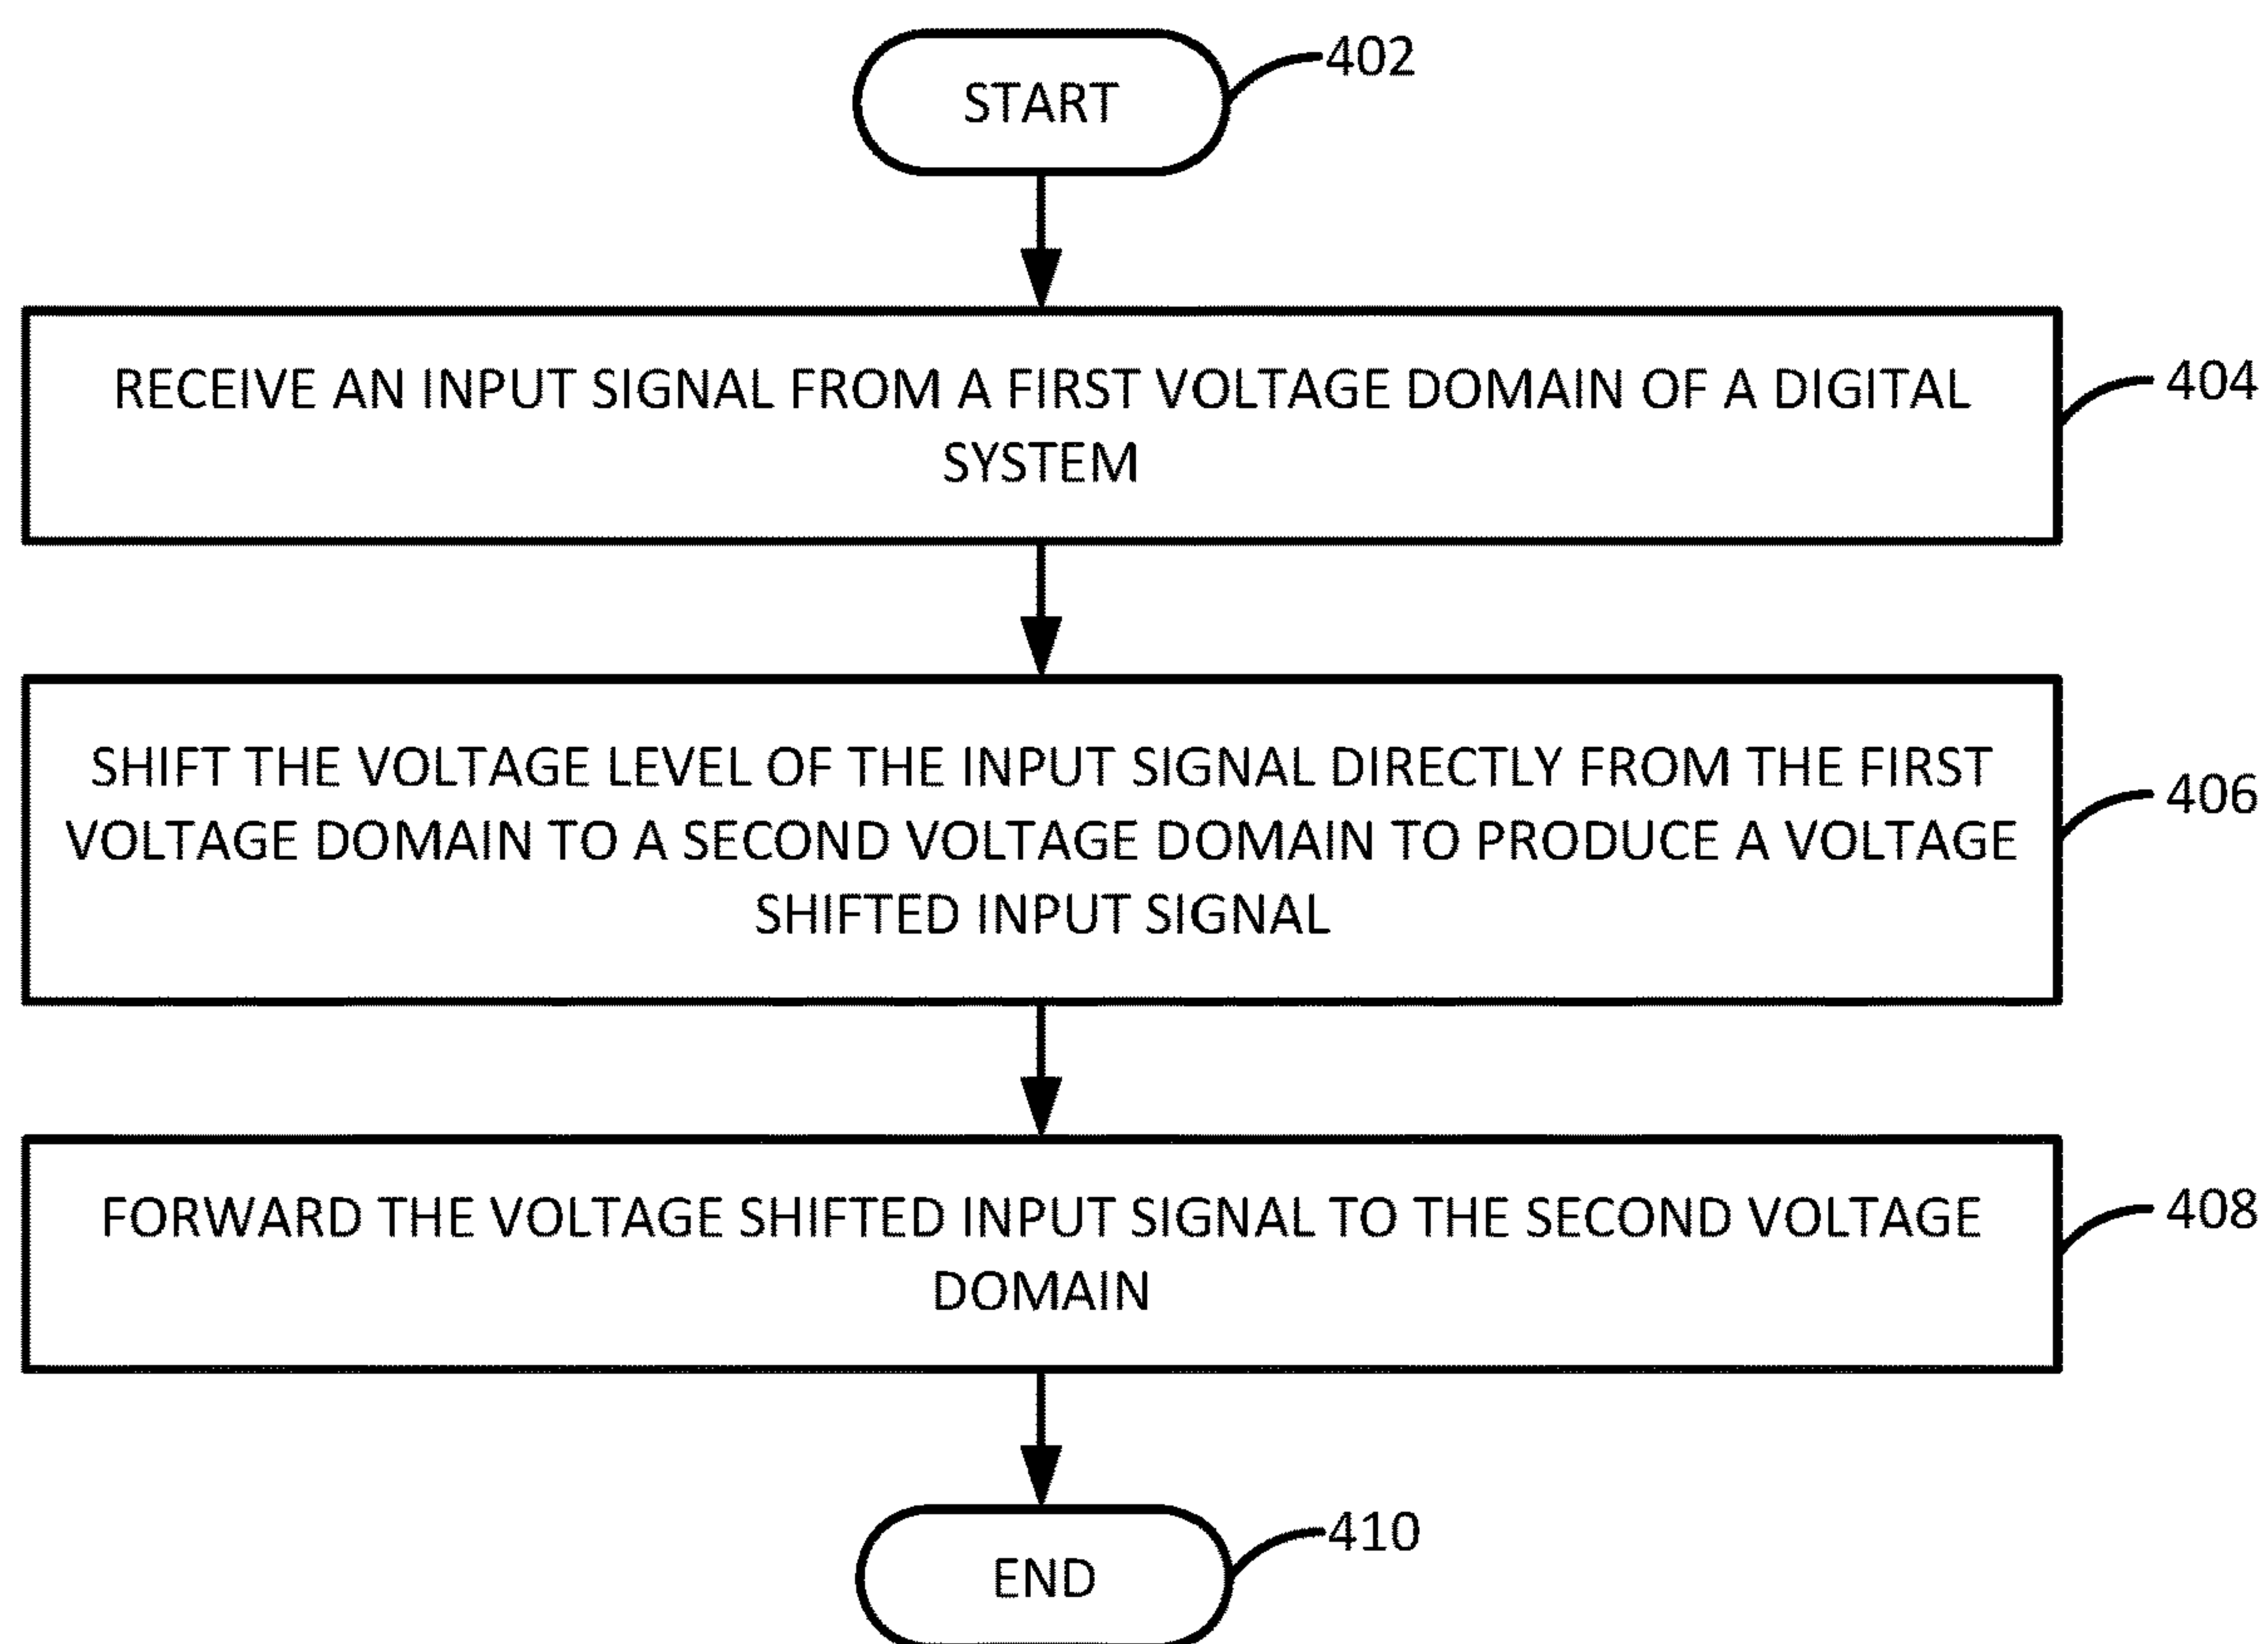 START
402
RECEIVE AN INPUT SIGNAL FROM A FIRST VOLTAGE DOMAIN OF A DIGITAL
SYSTEM
404
SHIFT THE VOLTAGE LEVEL OF THE INPUT SIGNAL DIRECTLY FROM THE FIRST
VOLTAGE DOMAIN TO A SECOND VOLTAGE DOMAIN TO PRODUCE A VOLTAGE
SHIFTED INPUT SIGNAL
406
FORWARD THE VOLTAGE SHIFTED INPUT SIGNAL TO THE SECOND VOLTAGE
DOMAIN
408
END
410